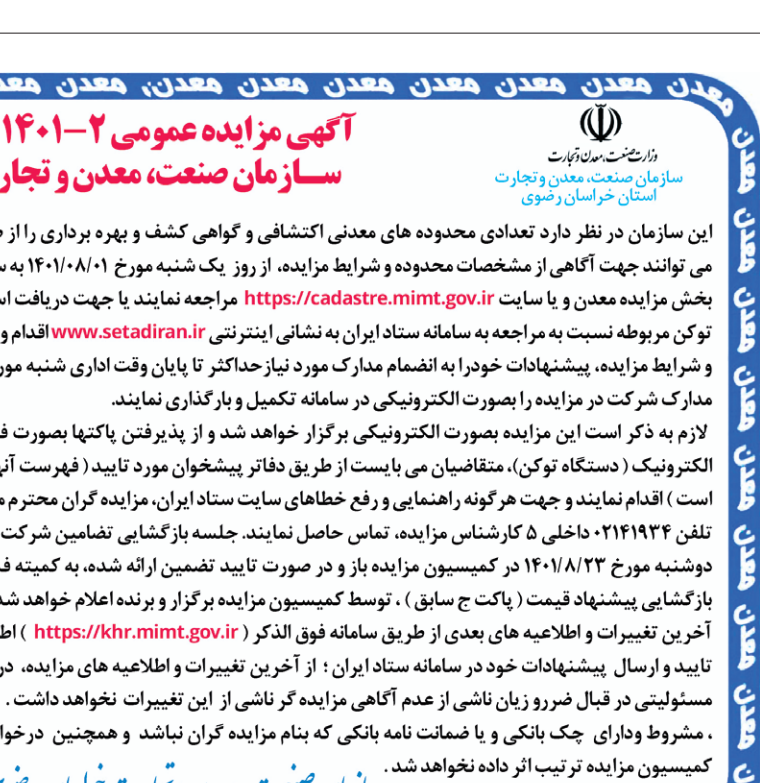 معدن معدن معدن معدن معدن معدن معدن معدن
آگهی مزایده عمومی ۲-۱۴۰۱
ســازمان صنعت، معدن و تجار
وزارت صنعت، معدن و تجارت
سازمان صنعت، معدن و تجارت
استان خراسان رضوی
این سازمان در نظر دارد تعدادی محدوده های معدنی اکتشافی و گواهی کشف و بهره برداری را از
می توانند جهت آگاهی از مشخصات محدوده و شرایط مزایده، از روز یک شنبه مورخ ۱۴۰۱/۰۸/۰۱ به
بخش مزایده معدن و یا سایت https://cadastre.mimt.gov.ir مراجعه نمایند یا جهت دریافت
توکن مربوطه نسبت به مراجعه به سامانه ستاد ایران به نشانی اینترنتی www.setadiran.ir اقدام و
و شرایط مزایده، پیشنهادات خودرا به انضمام مدارک مورد نیازحداکثر تا پایان وقت اداری شنبه
مدارک شرکت در مزایده را بصورت الکترونیکی در سامانه تکمیل و بارگذاری نمایند.
لازم به ذکر است این مزایده بصورت الکترونیکی برگزار خواهد شد و از پذیرفتن پاکتها بصورت
الکترونیک ( دستگاه توکن)، متقاضیان می بایست از طریق دفاتر پیشخوان مورد تایید ( فهرست
است ) اقدام نمایند و جهت هرگونه راهنمایی و رفع خطاهای سایت ستاد ایران، مزایده گران محترم
تلفن ۰۲۱۴۱۹۳۴ داخلی ۵ کارشناس مزایده، تماس حاصل نمایند. جلسه بازگشایی تضامین شرکت
دوشنبه مورخ ۱۴۰۱/۸/۲۳ در کمیسیون مزایده باز و در صورت تایید تضمین ارائه شده، به کمیته
بازگشایی پیشنهاد قیمت ( پاکت ج سابق ) ، توسط کمیسیون مزایده برگزار و برنده اعلام خواهد شد
آخرین تغییرات و اطلاعیه های بعدی از طریق سامانه فوق الذکر ( https://khr.mimt.gov.ir )
تایید و ارسال پیشنهادات خود در سامانه ستاد ایران ؛ از آخرین تغییرات و اطلاعیه های مزایده، در
مسئولیتی در قبال ضررو زیان ناشی از عدم آگاهی مزایده گر ناشی از این تغییرات نخواهد داشت .
، مشروط ودارای چک بانکی و یا ضمانت نامه بانکی که بنام مزایده گران نباشد و همچنین
کمیسیون مزایده ترتیب اثر داده نخواهد شد .
معدن
معدن
معدن
معدن
معدن
معدن
معدن
معدن